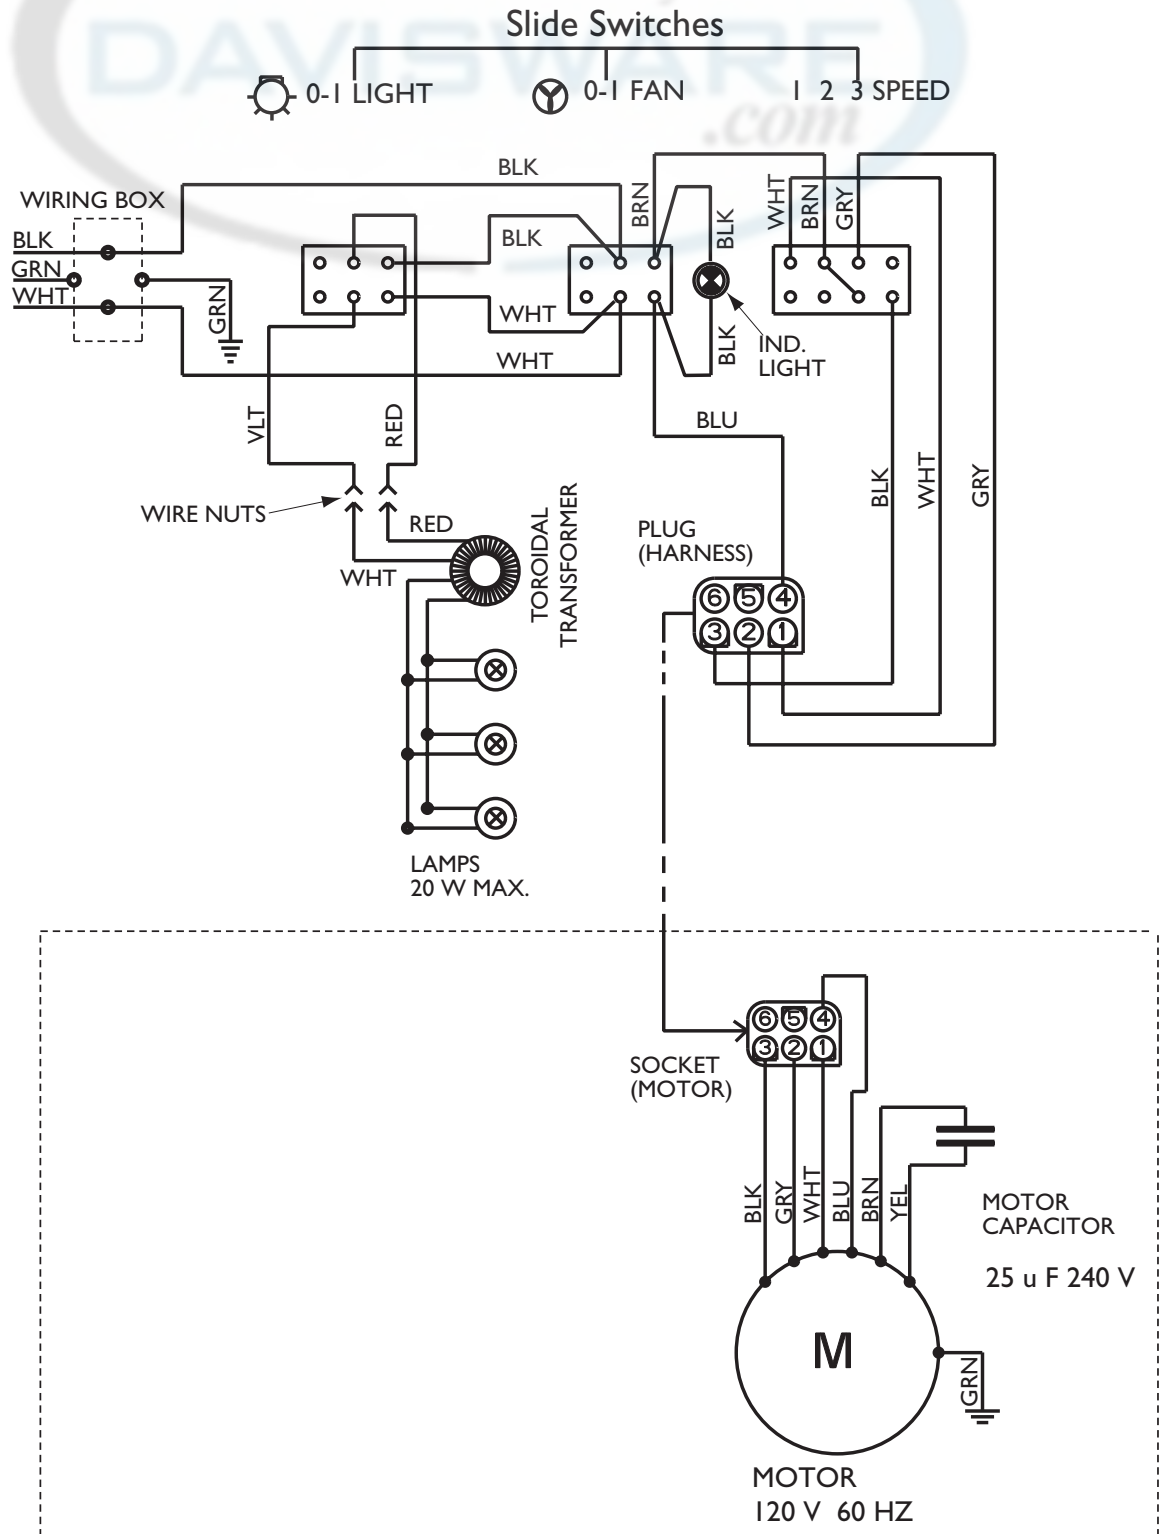 DAVISWARE
.com
Slide Switches
0-1 LIGHT
0-1 FAN
1 2 3 SPEED
BLK
WIRING BOX
BLK
GRN
WHT
GRN
BLK
WHT
WHT
BRN
BLK
BLK
IND.
LIGHT
WHT
BRN
GRY
VLT
RED
BLU
BLK
WHT
GRY
WIRE NUTS
RED
WHT
TOROIDAL
TRANSFORMER
PLUG
(HARNESS)
6 5 4
3 2 1
LAMPS
20 W MAX.
6 5 4
3 2 1
SOCKET
(MOTOR)
BLK
GRY
WHT
BLU
BRN
YEL
MOTOR
CAPACITOR
25 u F 240 V
M
GRN
MOTOR
120 V 60 HZ